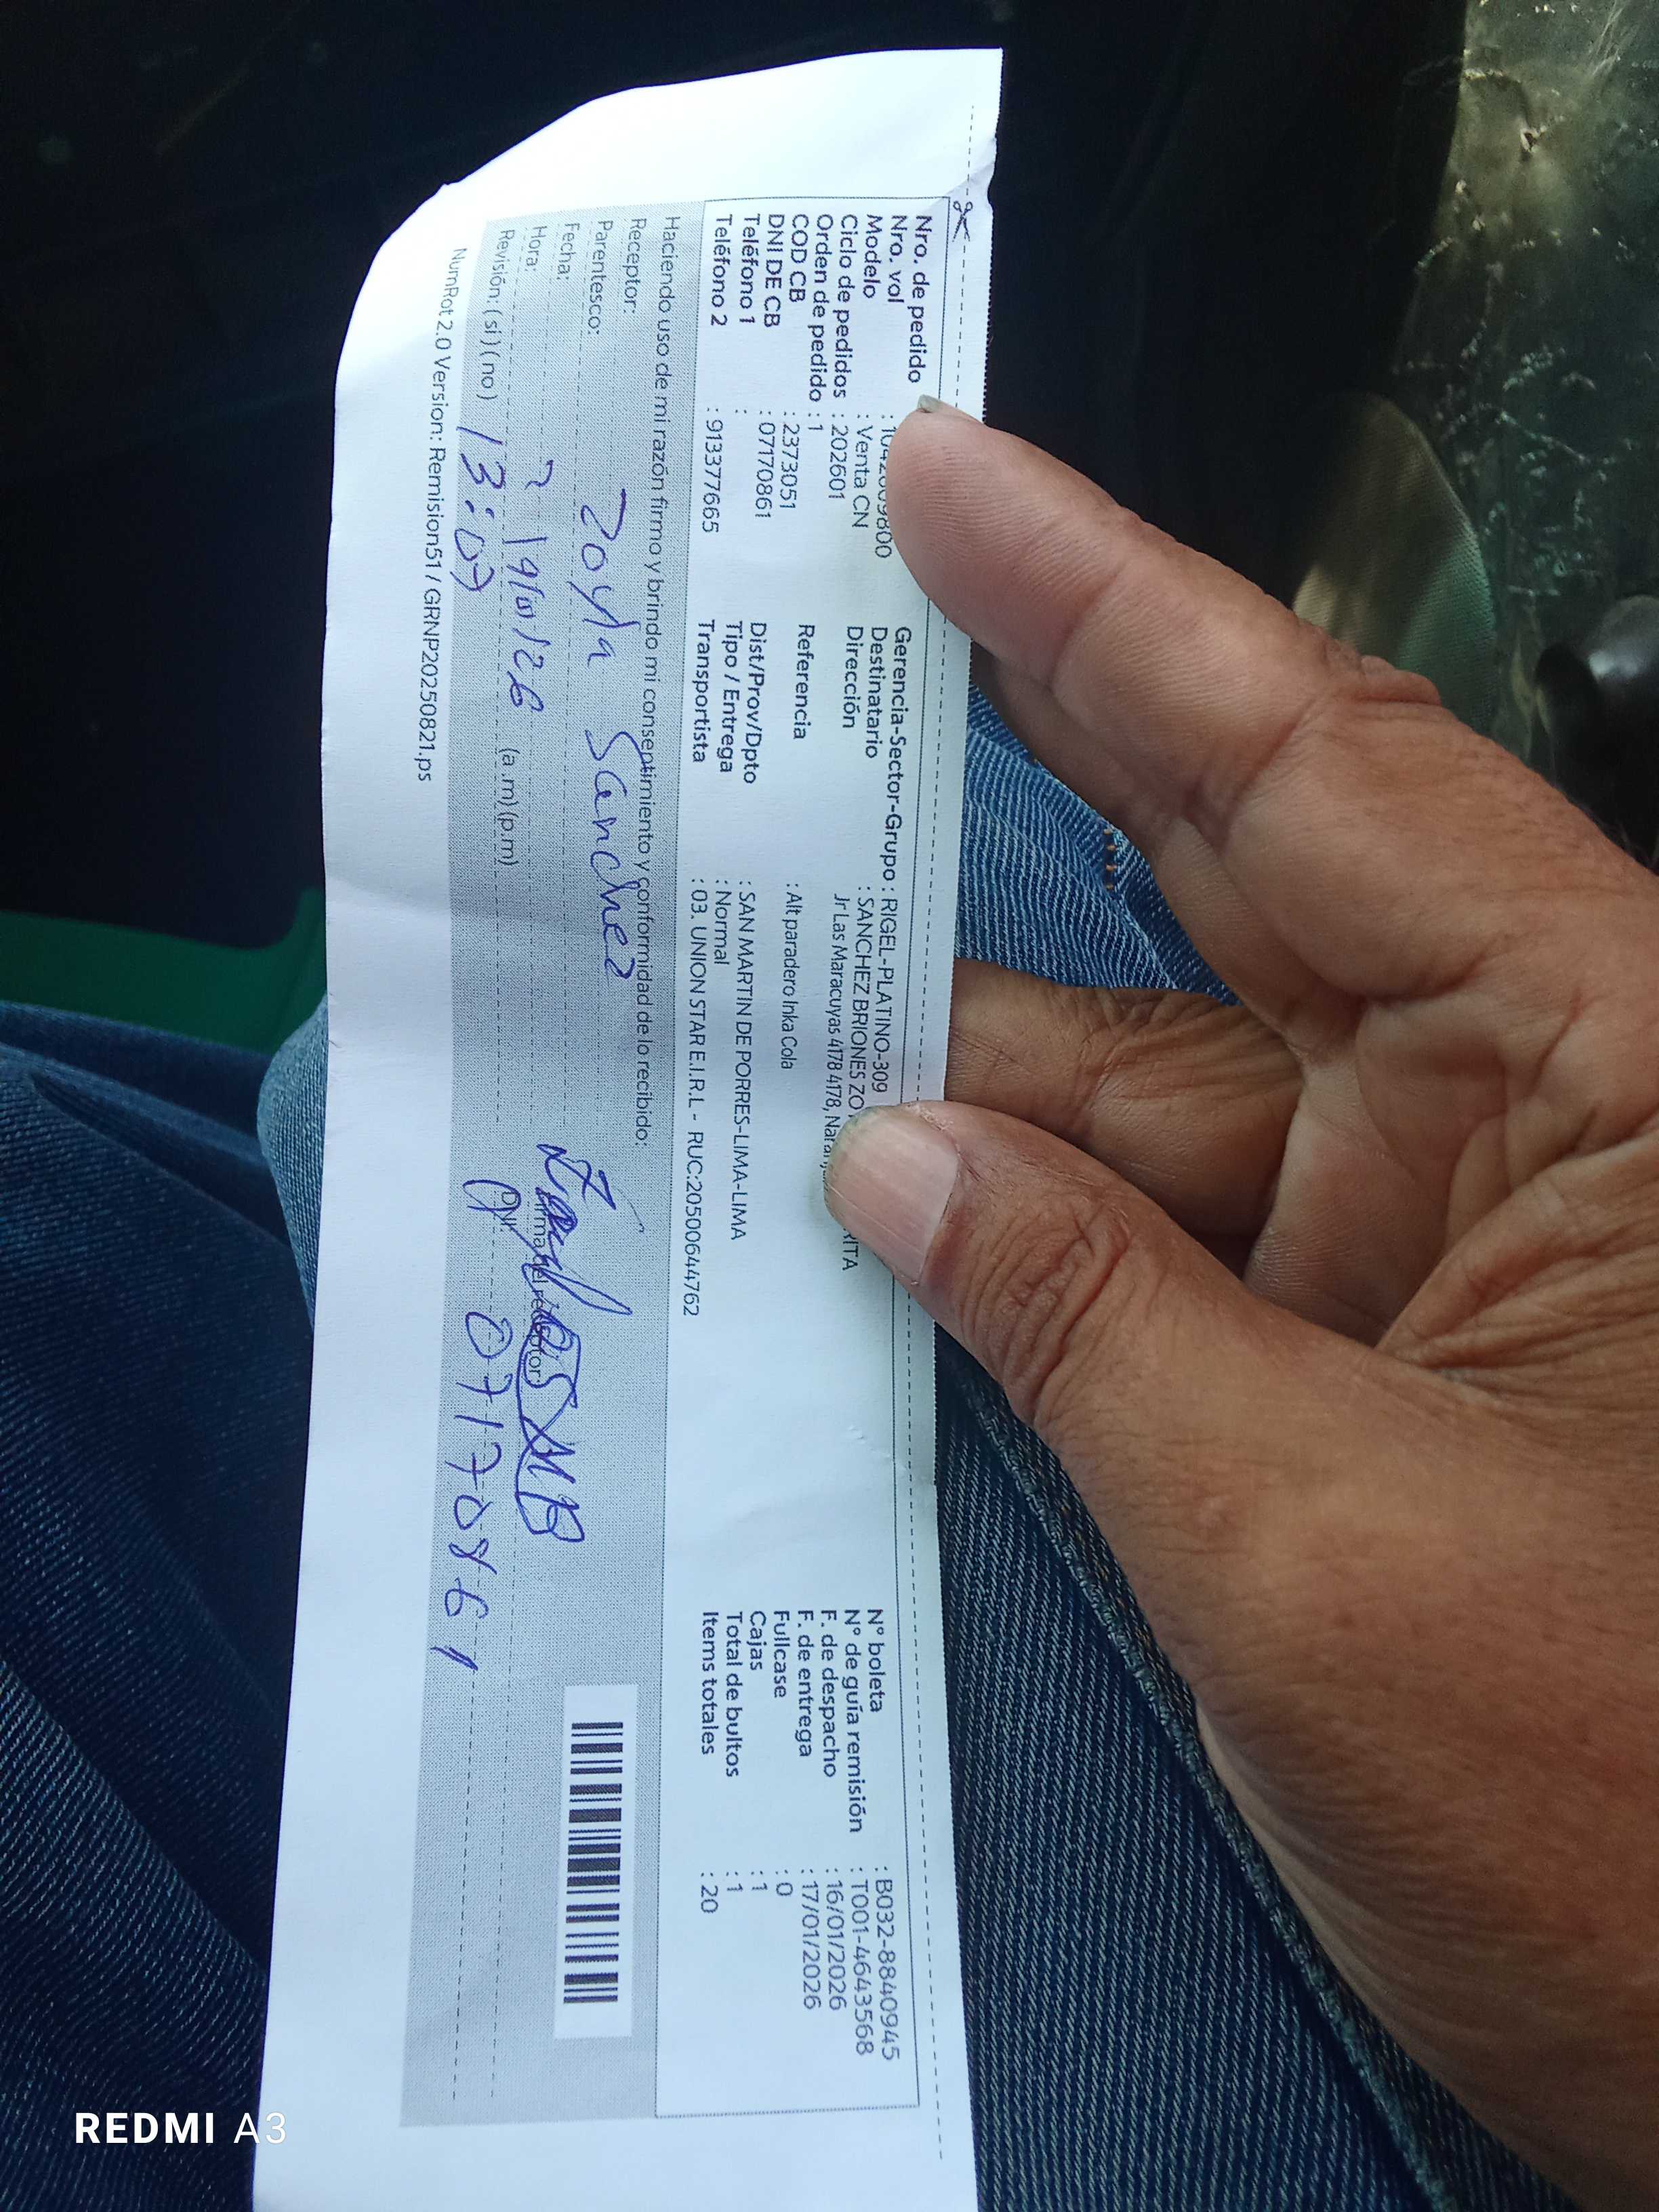 Nro. de pedido
Nro. vol
Modelo : Venta CN
Ciclo de pedidos : 202601
Orden de pedido : 1
COD CB : 2373051
DNI DE CB : 07170861
Teléfono 1 :
Teléfono 2 : 913377665
Gerencia-Sector-Grupo : RIGEL-PLATINO-309
Destinatario : SANCHEZ BRIONES
Dirección Jr Las Maracuyas 4178 4178,
Referencia : Alt paradero Inka Cola
Dist/Prov/Dpto : SAN MARTIN DE PORRES-LIMA-LIMA
Tipo / Entrega : Normal
Transportista : 03. UNION STAR E.I.R.L - RUC:20500644762
N° boleta : B032-8840945
N° de guía remisión : T001-4643568
F. de despacho : 16/01/2026
F. de entrega : 17/01/2026
Fullcase : 0
Cajas : 1
Total de bultos : 1
Items totales : 20
Haciendo uso de mi razón firmo y brindo mi consentimiento y conformidad de lo recibido:
Receptor: Zoyla Sanchez
Parentesco:
Fecha:
Hora: (a.m)(p.m)
Revisión: (si)(no) 13:07
Firma del receptor:
07170861
NumRot 2.0 Version: Remision51 / GRNP20250821.ps
REDMI A3